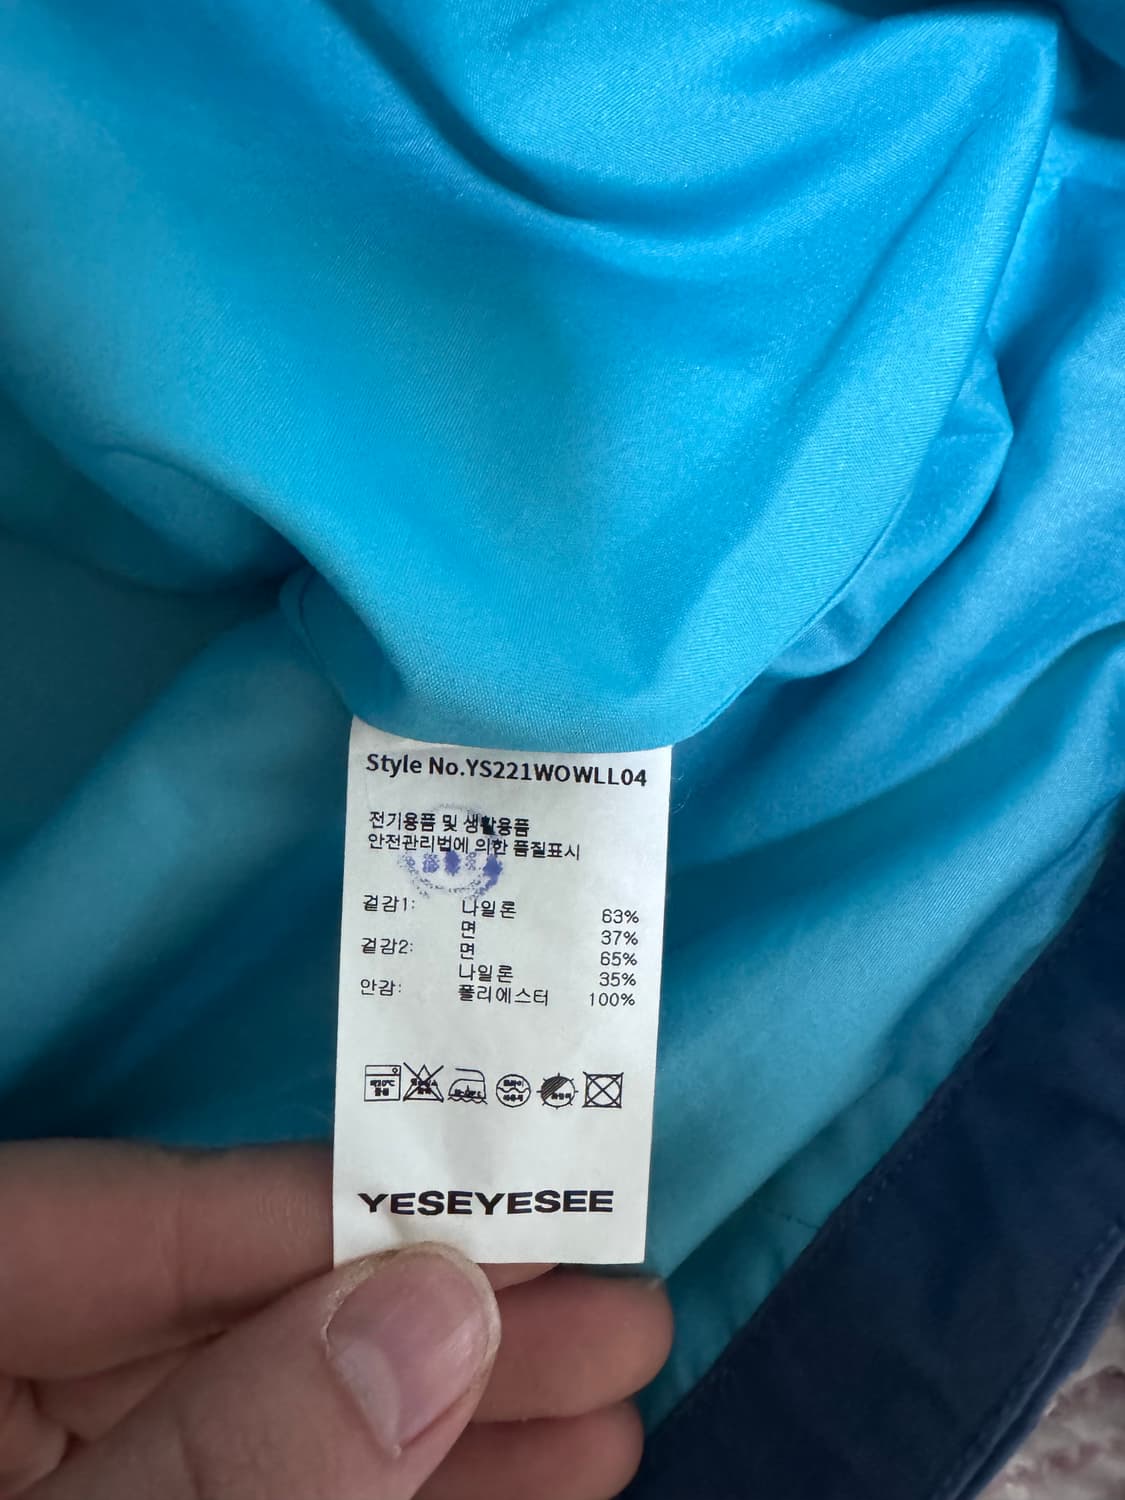 Style No.YS221WOWLL04
전기용품 및 생활용품
안전관리법에 의한 품질표시
겉감1: 나일론 63%
면 37%
겉감2: 면 65%
나일론 35%
안감: 폴리에스터 100%
YESEYESEE